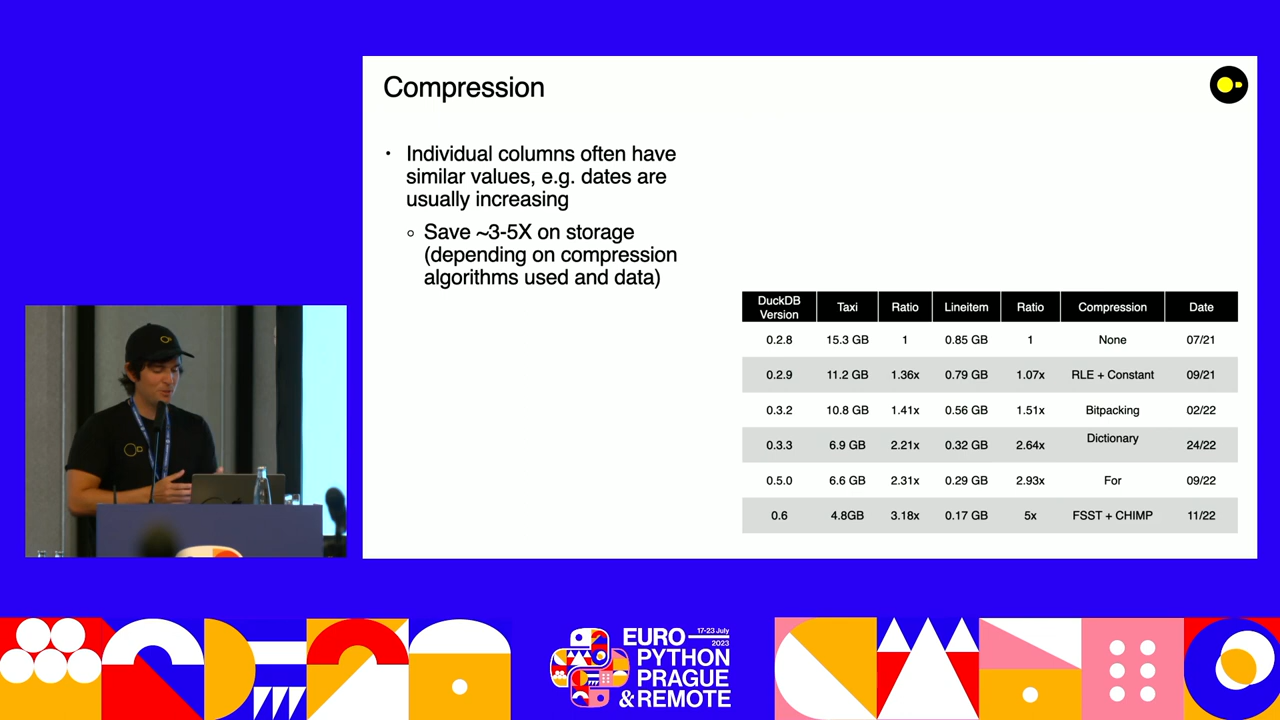 Compression
• Individual columns often have
similar values, e.g. dates are
usually increasing
○ Save ~3-5X on storage
(depending on compression
algorithms used and data)
DuckDB Version Taxi Ratio Lineitem Ratio Compression Date
0.2.8 15.3 GB 1 0.85 GB 1 None 07/21
0.2.9 11.2 GB 1.36x 0.79 GB 1.07x RLE + Constant 09/21
0.3.2 10.8 GB 1.41x 0.56 GB 1.51x Bitpacking 02/22
0.3.3 6.9 GB 2.21x 0.32 GB 2.64x Dictionary 24/22
0.5.0 6.6 GB 2.31x 0.29 GB 2.93x For 09/22
0.6 4.8GB 3.18x 0.17 GB 5x FSST + CHIMP 11/22
EURO 17-23 July 2023
PYTHON
PRAGUE
& REMOTE